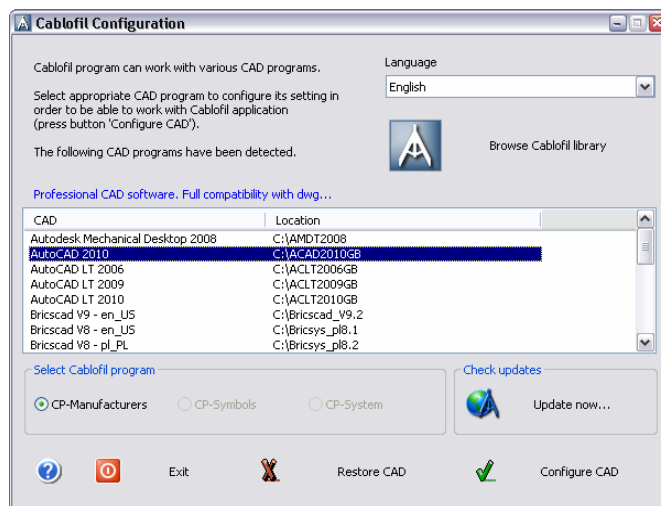 Cablofil Configuration
Cablofil program can work with various CAD programs.
Select appropriate CAD program to configure its setting in
order to be able to work with Cablofil application
(press button 'Configure CAD').
The following CAD programs have been detected.
Language
English
Browse Cablofil library
Professional CAD software. Full compatibility with dwg...
CAD Location
Autodesk Mechanical Desktop 2008 C:\AMDT2008
AutoCAD 2010 C:\ACAD2010GB
AutoCAD LT 2006 C:\ACLT2006GB
AutoCAD LT 2009 C:\ACLT2009GB
AutoCAD LT 2010 C:\ACLT2010GB
Bricscad V9 - en_US C:\Bricscad_V9.2
Bricscad V8 - en_US C:\Bricsys_pl8.1
Bricscad V8 - pl_PL C:\Bricsys_pl8.2
Select Cablofil program
CP-Manufacturers CP-Symbols CP-System
Check updates
Update now...
Exit Restore CAD Configure CAD